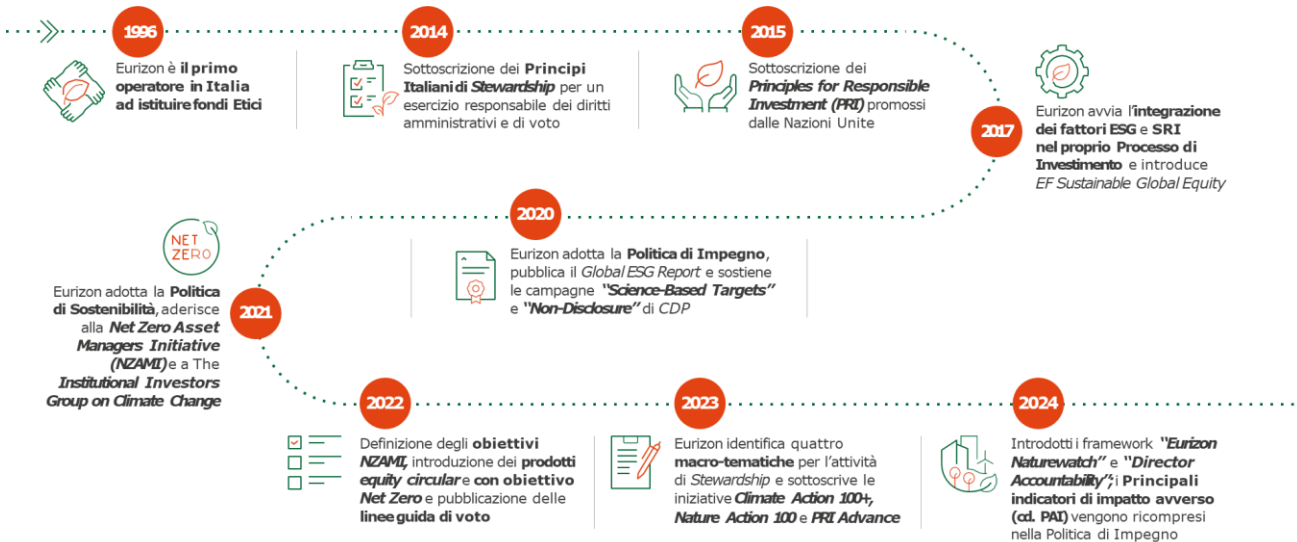 1996
Eurizon è il primo
operatore in Italia
ad istituire fondi Etici
2014
Sottoscrizione dei Principi
Italiani di Stewardship per un
esercizio responsabile dei diritti
amministrativi e di voto
2015
Sottoscrizione dei
Principles for Responsible
Investment (PRI) promossi
dalle Nazioni Unite
2017
Eurizon avvia l'integrazione
dei fattori ESG e SRI
nel proprio Processo di
Investimento e introduce
EF Sustainable Global Equity
2020
Eurizon adotta la Politica di Impegno,
pubblica il Global ESG Report e sostiene
le campagne "Science-Based Targets"
e "Non-Disclosure" di CDP
NET
ZERO
2021
Eurizon adotta la Politica
di Sostenibilità, aderisce
alla Net Zero Asset
Managers Initiative
(NZAMI) e a The
Institutional Investors
Group on Climate Change
2022
Definizione degli obiettivi
NZAMI, introduzione dei prodotti
equity circular e con obiettivo
Net Zero e pubblicazione delle
linee guida di voto
2023
Eurizon identifica quattro
macro-tematiche per l'attività
di Stewardship e sottoscrive le
iniziative Climate Action 100+,
Nature Action 100 e PRI Advance
2024
Introdotti i framework "Eurizon
Naturewatch" e "Director
Accountability"; i Principali
indicatori di impatto avverso
(cd. PAI) vengono ricompresi
nella Politica di Impegno